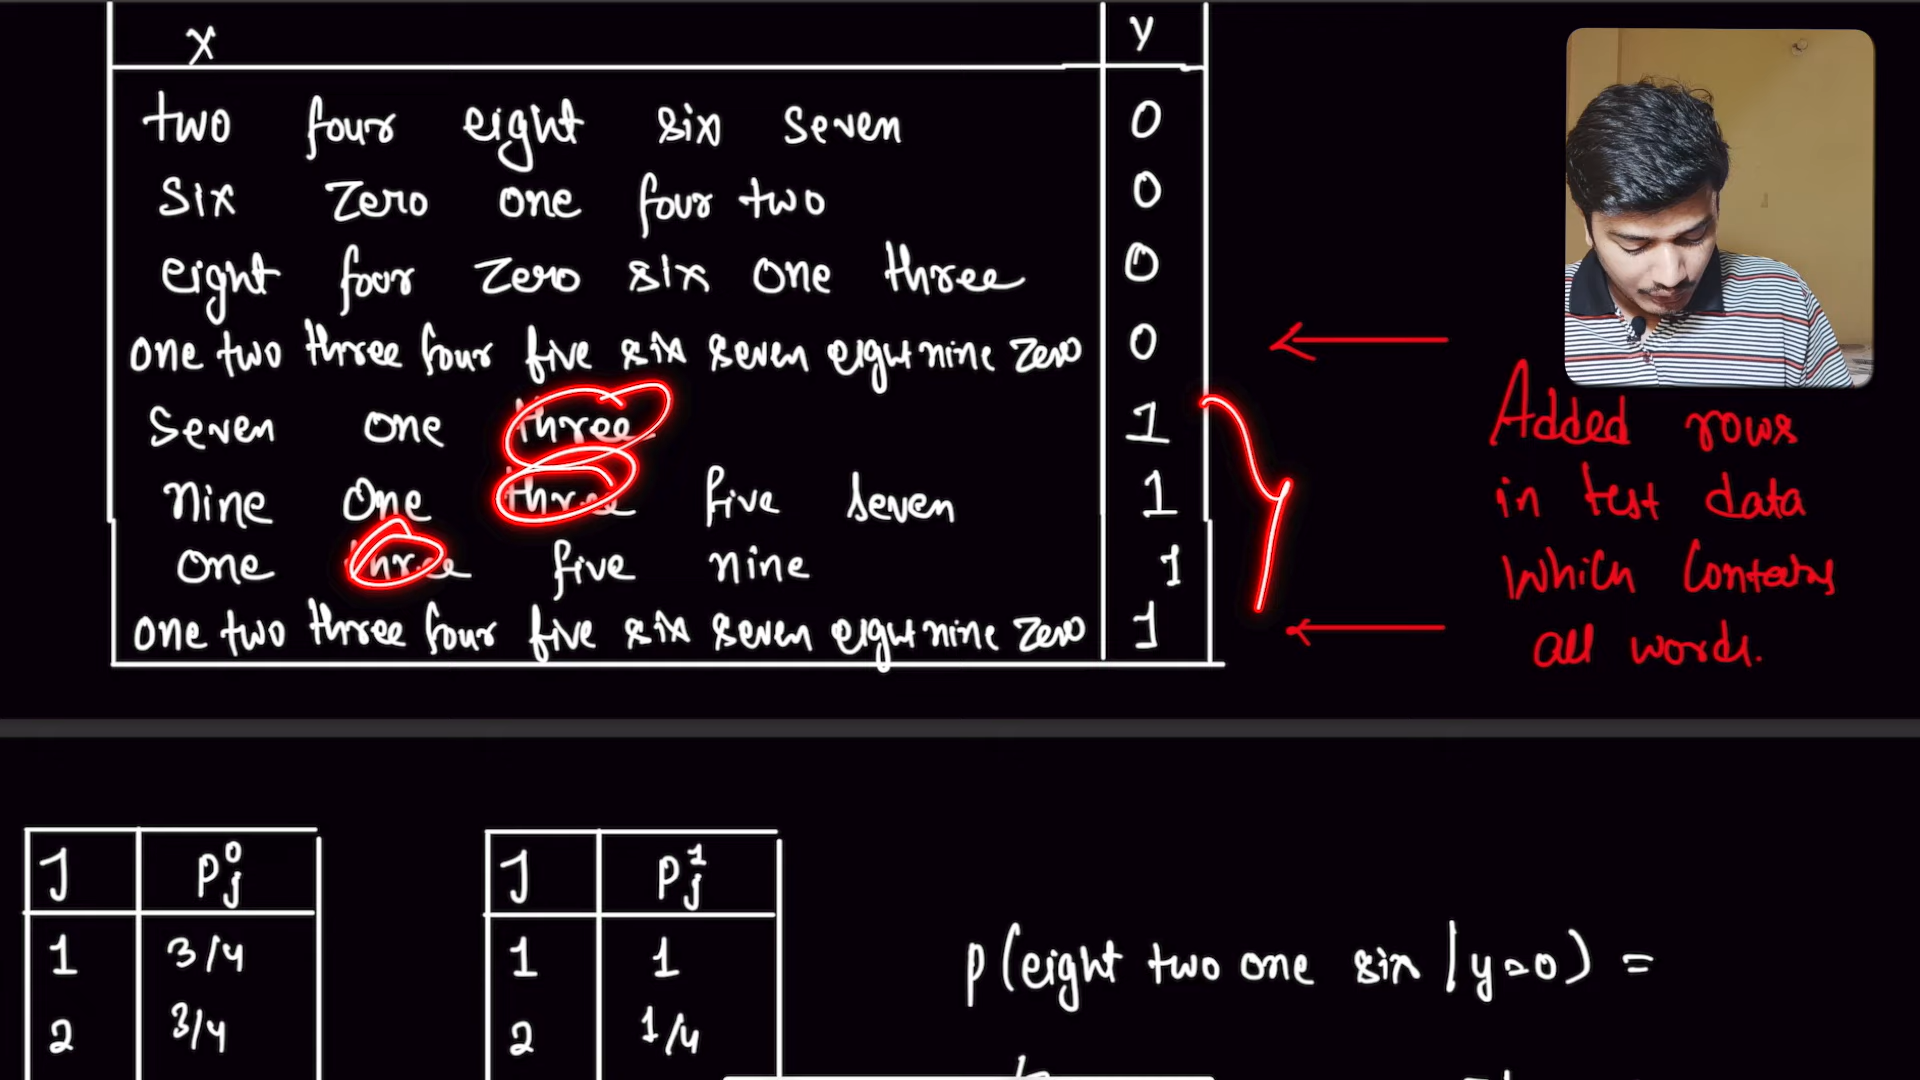 X Y
two four eight six seven 0
six zero one four two 0
eight four zero six one three 0
one two three four five six seven eight nine zero 0
Seven one three 1
nine One three five seven 1
one three five nine 1
one two three four five six seven eight nine zero 1
Added rows
in test data
which contains
all words.
J P_j^0
1 3/4
2 3/4
J P_j^1
1 1
2 1/4
P(eight two one six | y=0) =